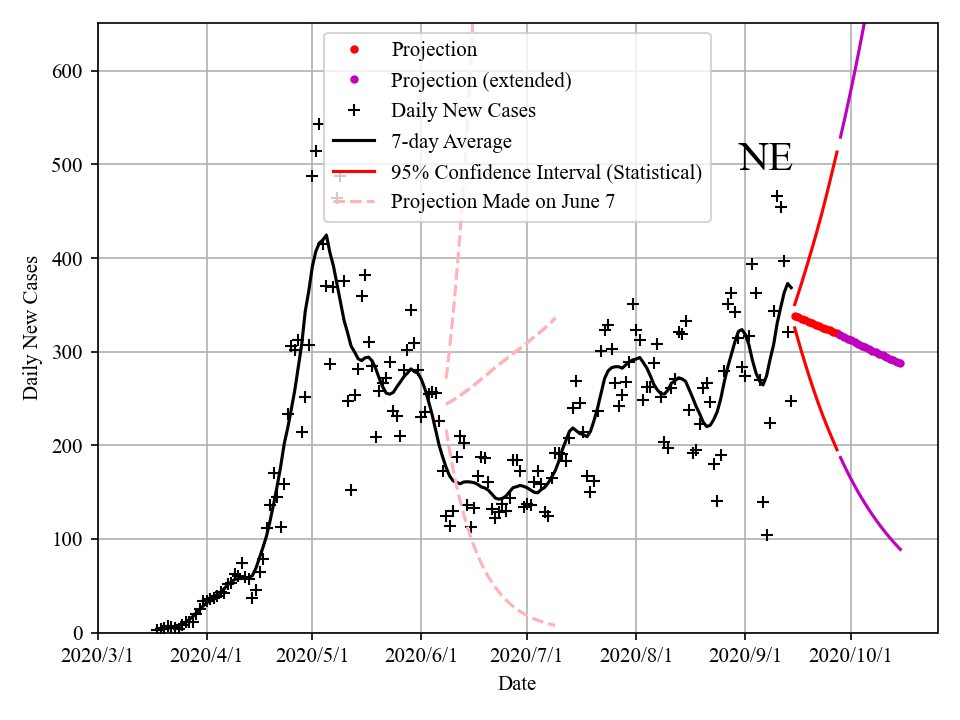 Projection
Projection (extended)
Daily New Cases
7-day Average
95% Confidence Interval (Statistical)
Projection Made on June 7
NE
Daily New Cases
600
500
400
300
200
100
0
2020/3/1 2020/4/1 2020/5/1 2020/6/1 2020/7/1 2020/8/1 2020/9/1 2020/10/1
Date